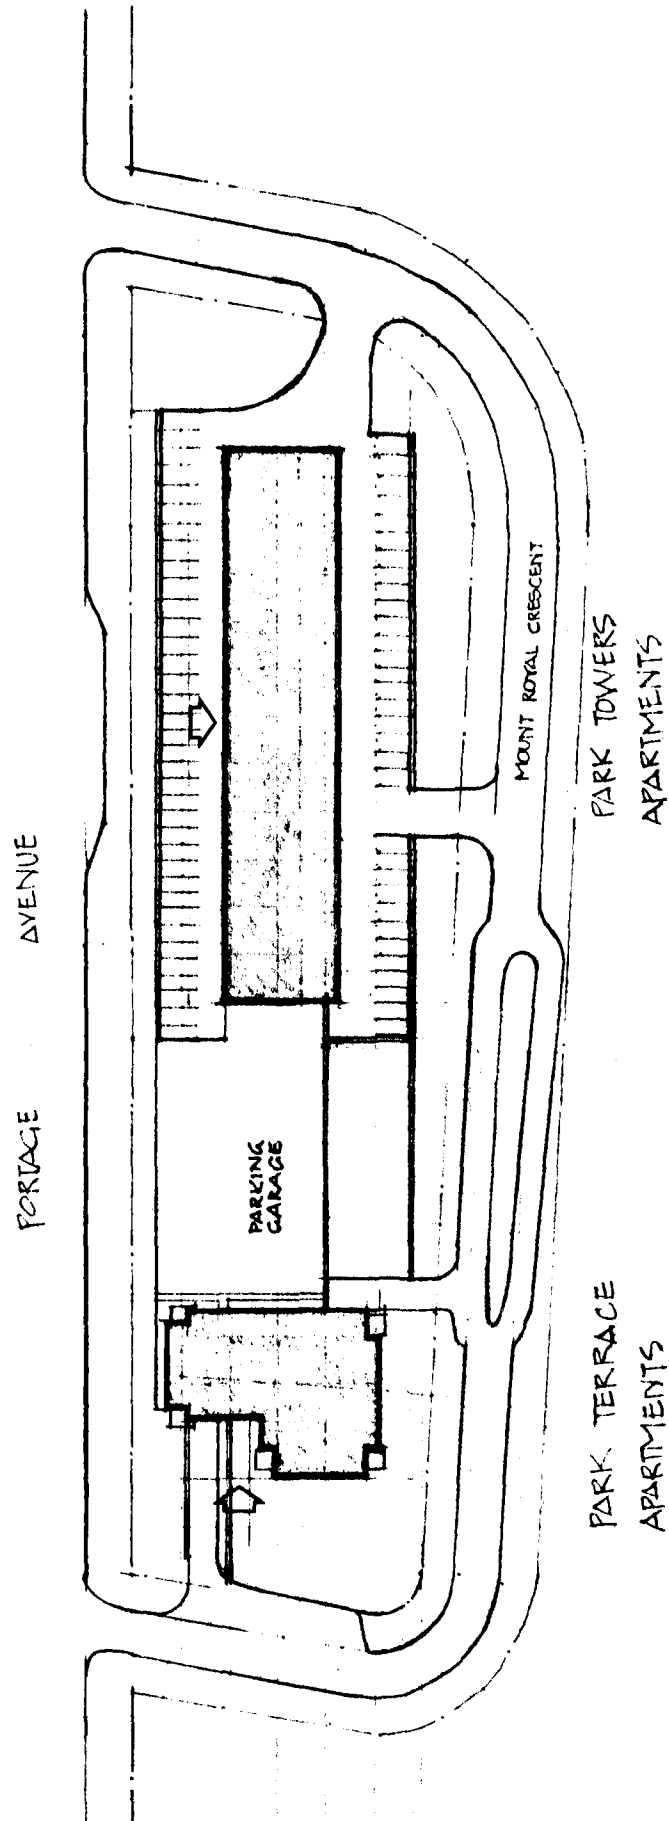 PORTAGE AVENUE
PARKING
GARAGE
MOUNT ROYAL CRESCENT
PARK TERRACE
APARTMENTS
PARK TOWERS
APARTMENTS